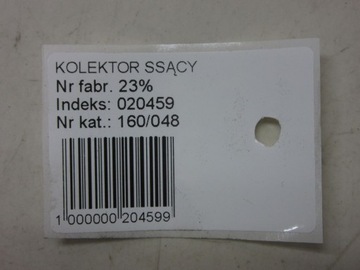 KOLEKTOR SSĄCY
Nr fabr. 23%
Indeks: 020459
Nr kat.: 160/048
1 000000 204599